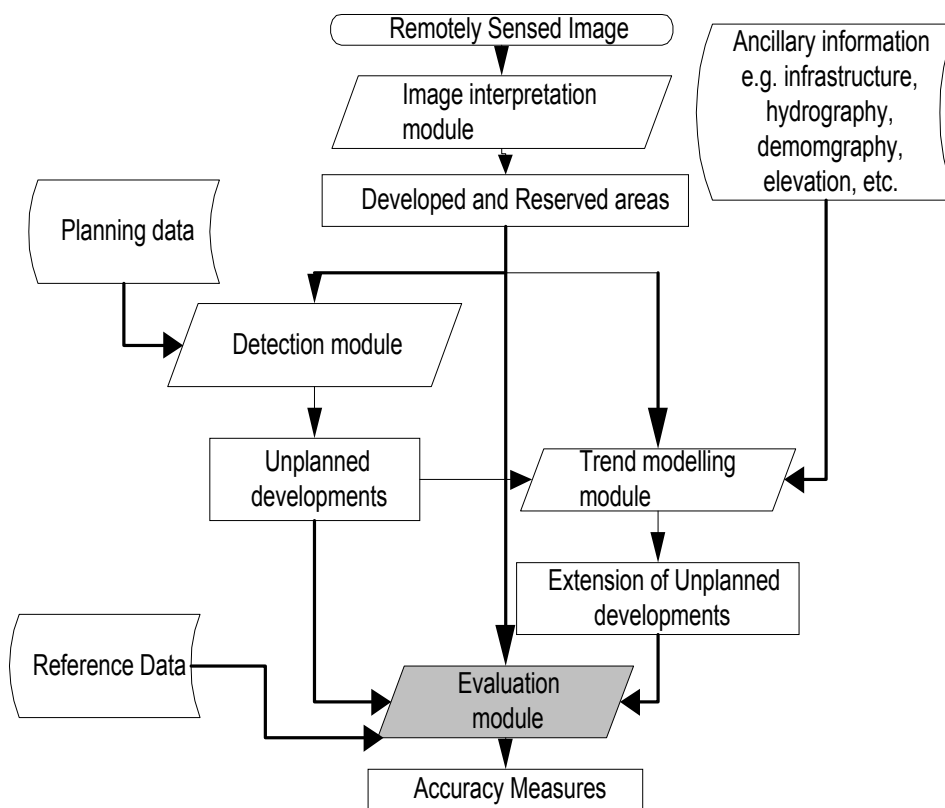 Remotely Sensed Image
Ancillary information
e.g. infrastructure,
hydrography,
demomgraphy,
elevation, etc.
Image interpretation
module
Developed and Reserved areas
Planning data
Detection module
Unplanned
developments
Trend modelling
module
Extension of Unplanned
developments
Reference Data
Evaluation
module
Accuracy Measures